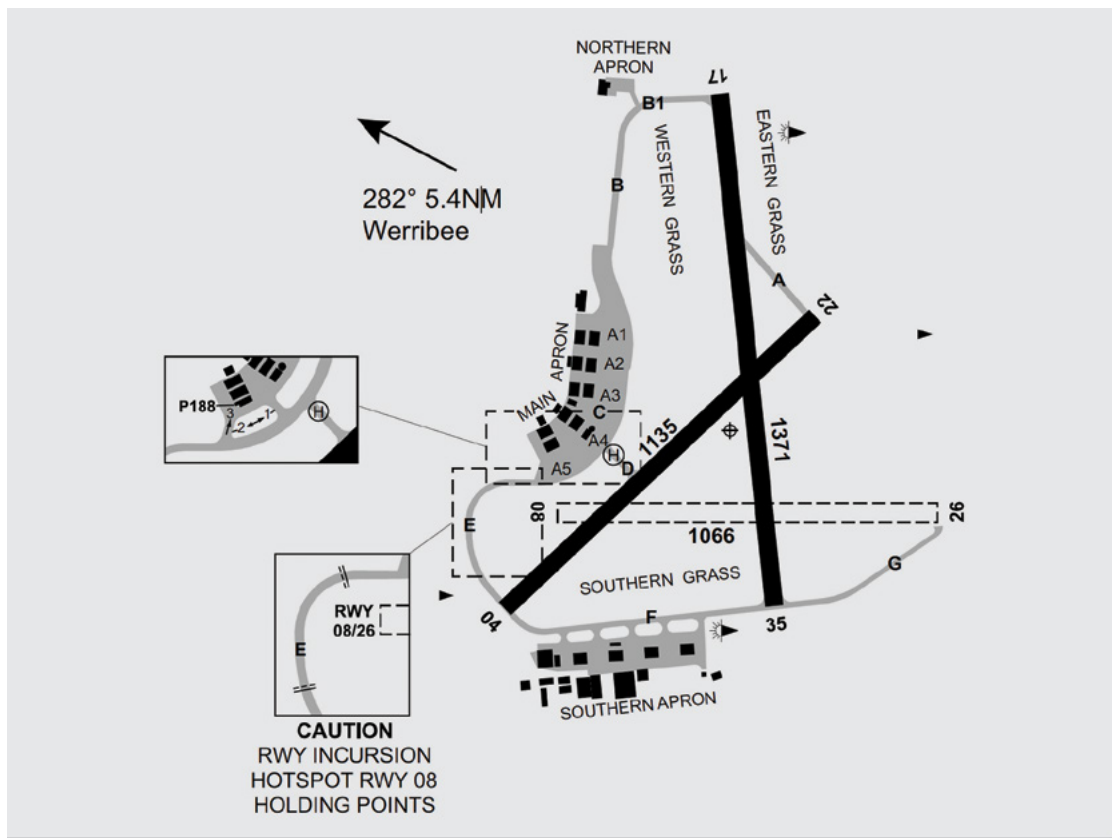 NORTHERN
APRON
17
B1
EASTERN GRASS
WESTERN GRASS
B
282° 5.4NM
Werribee
A
22
A1
A2
A3
MAIN APRON
C
A4
H
D
A5
1135
1371
P188
3
2
1
H
E
08
1066
26
SOUTHERN GRASS
G
04
F
35
SOUTHERN APRON
RWY
08/26
E
CAUTION
RWY INCURSION
HOTSPOT RWY 08
HOLDING POINTS